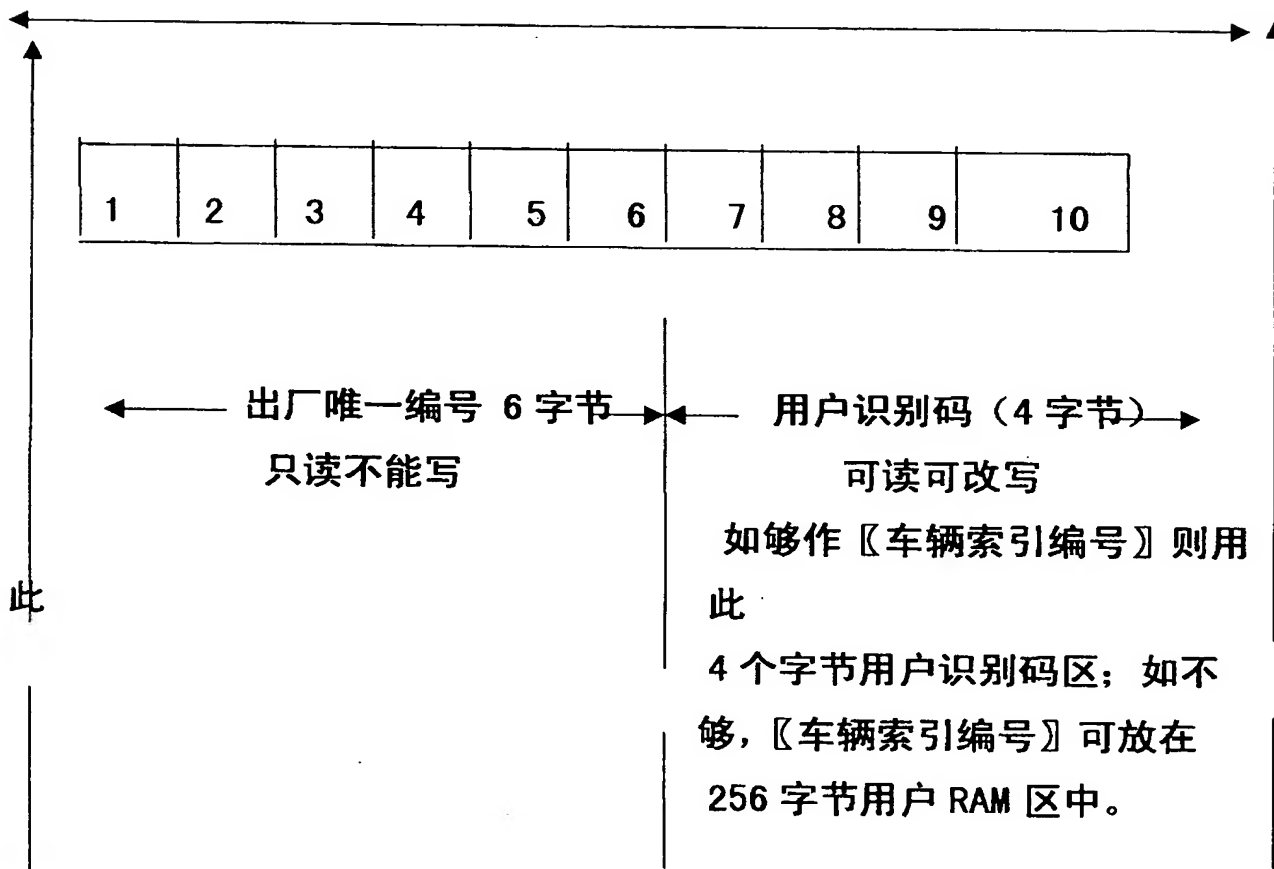 1 2 3 4 5 6 7 8 9 10
出厂唯一编号 6 字节
用户识别码（4 字节）
只读不能写
可读可改写
如够作〖车辆索引编号〗则用
此
此
4 个字节用户识别码区；如不
够，〖车辆索引编号〗可放在
256 字节用户 RAM 区中。